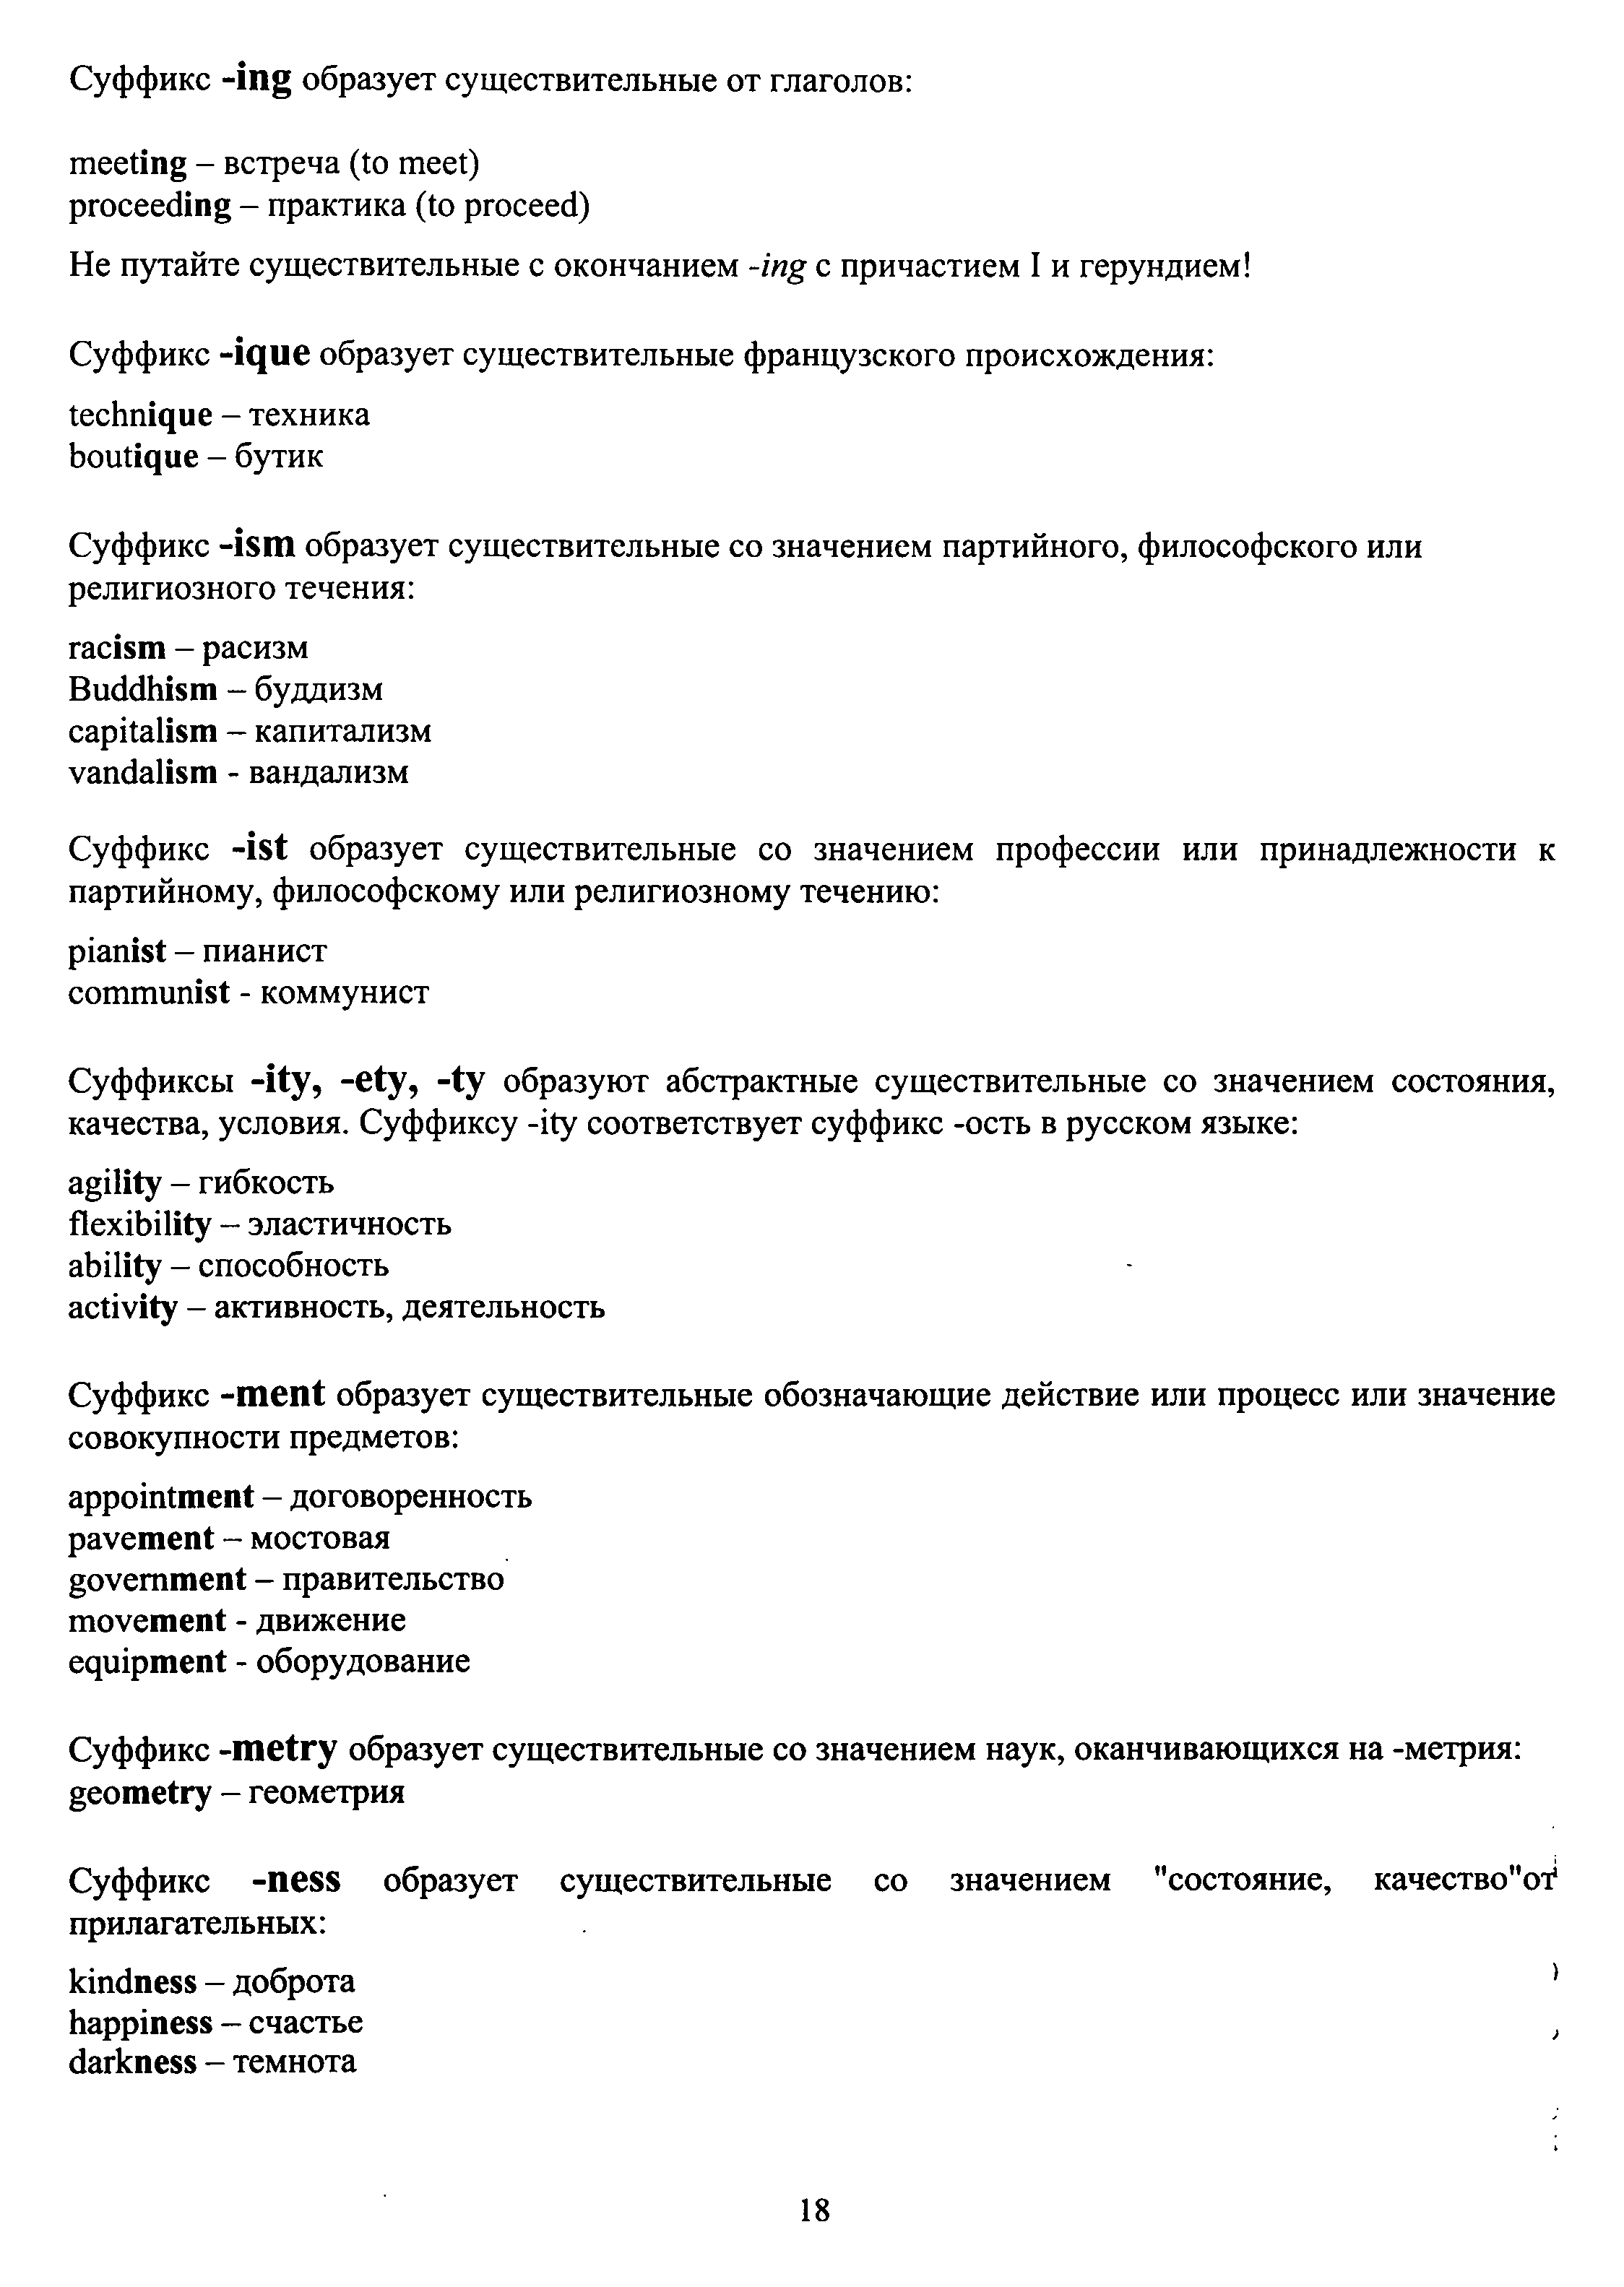 Суффикс -ing образует существительные от глаголов:
meeting – встреча (to meet)
proceeding – практика (to proceed)
Не путайте существительные с окончанием -ing с причастием I и герундием!
Суффикс -ique образует существительные французского происхождения:
technique – техника
boutique – бутик
Суффикс -ism образует существительные со значением партийного, философского или
религиозного течения:
racism – расизм
Buddhism – буддизм
capitalism – капитализм
vandalism - вандализм
Суффикс -ist образует существительные со значением профессии или принадлежности к
партийному, философскому или религиозному течению:
pianist – пианист
communist - коммунист
Суффиксы -ity, -ety, -ty образуют абстрактные существительные со значением состояния,
качества, условия. Суффиксу -ity соответствует суффикс -ость в русском языке:
agility – гибкость
flexibility – эластичность
ability – способность
activity – активность, деятельность
Суффикс -ment образует существительные обозначающие действие или процесс или значение
совокупности предметов:
appointment – договоренность
pavement – мостовая
government – правительство
movement - движение
equipment - оборудование
Суффикс -metry образует существительные со значением наук, оканчивающихся на -метрия:
geometry – геометрия
Суффикс -ness образует существительные со значением "состояние, качество"от
прилагательных:
kindness – доброта
happiness – счастье
darkness – темнота
18